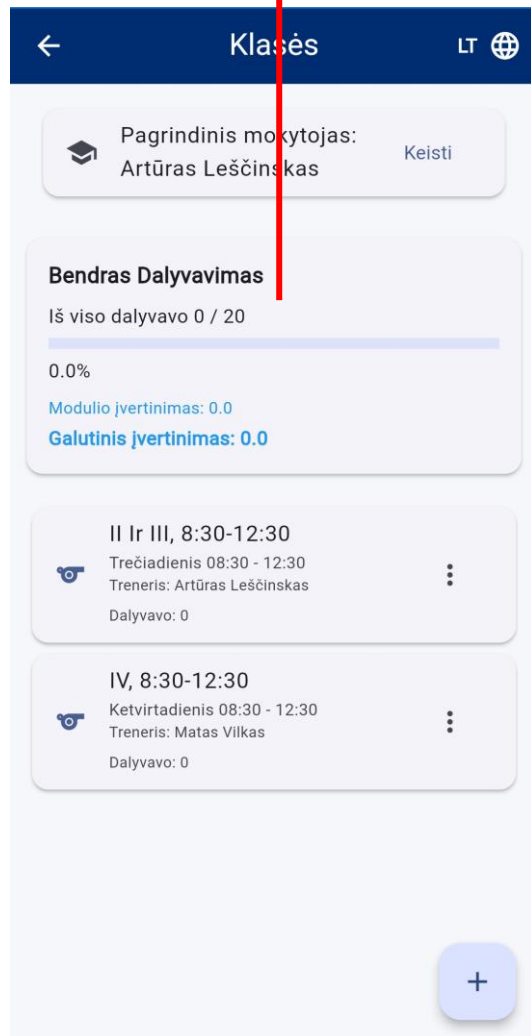 Klasės
LT
Pagrindinis mokytojas:
Artūras Leščinskas
Keisti
Bendras Dalyvavimas
Iš viso dalyvavo 0 / 20
0.0%
Modulio įvertinimas: 0.0
Galutinis įvertinimas: 0.0
II Ir III, 8:30-12:30
Trečiadienis 08:30 - 12:30
Treneris: Artūras Leščinskas
Dalyvavo: 0
IV, 8:30-12:30
Ketvirtadienis 08:30 - 12:30
Treneris: Matas Vilkas
Dalyvavo: 0